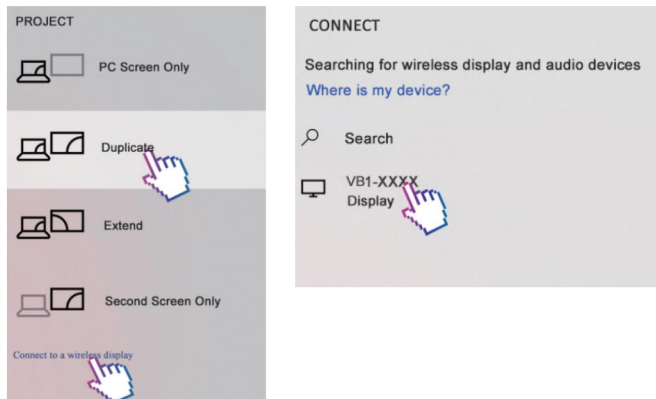 PROJECT
PC Screen Only
Duplicate
Extend
Second Screen Only
Connect to a wireless display
CONNECT
Searching for wireless display and audio devices
Where is my device?
Search
VB1-XXXX
Display